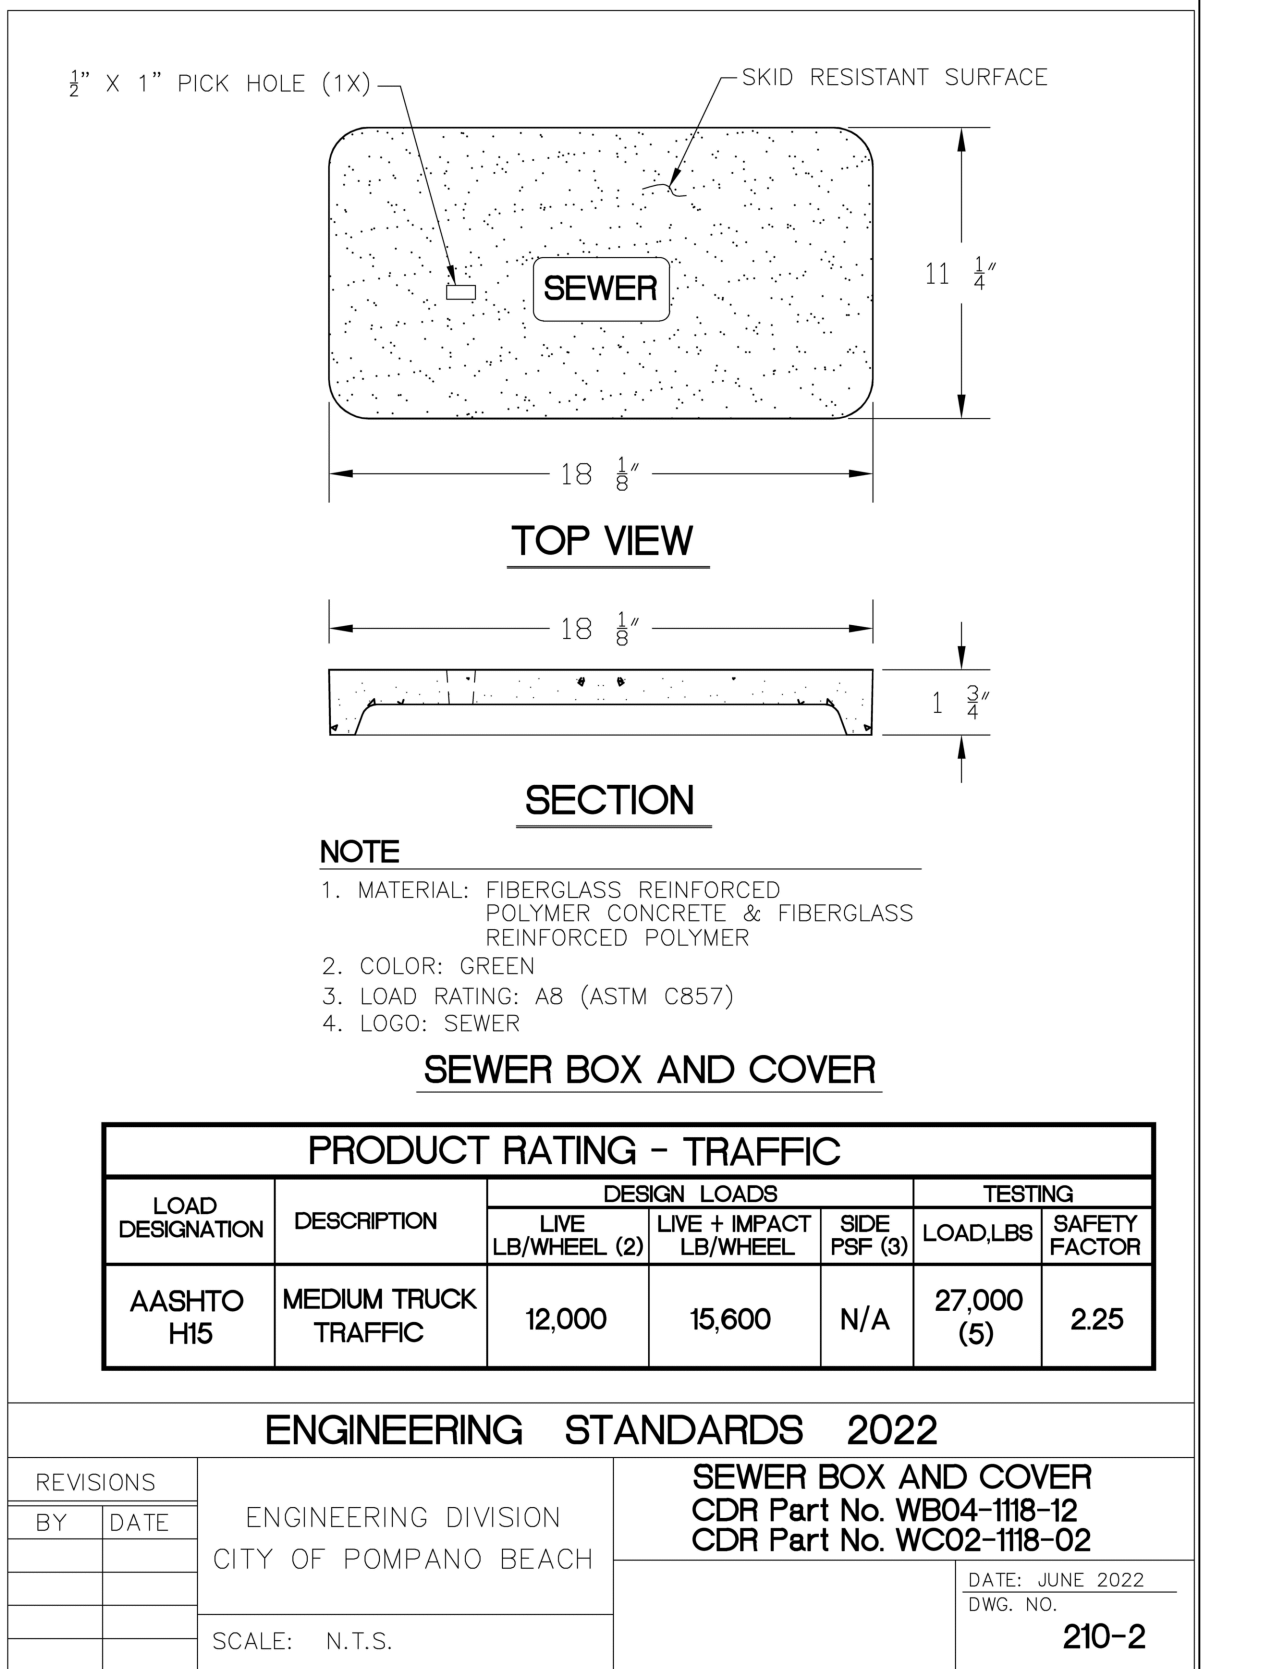 ½" X 1" PICK HOLE (1X)
SKID RESISTANT SURFACE
SEWER
11 ¼"
18 ⅛"
TOP VIEW
18 ⅛"
1 ¾"
SECTION
NOTE
1. MATERIAL: FIBERGLASS REINFORCED
POLYMER CONCRETE & FIBERGLASS
REINFORCED POLYMER
2. COLOR: GREEN
3. LOAD RATING: A8 (ASTM C857)
4. LOGO: SEWER
SEWER BOX AND COVER
PRODUCT RATING - TRAFFIC
LOAD
DESIGNATION
DESCRIPTION
DESIGN LOADS
TESTING
LIVE
LB/WHEEL (2)
LIVE + IMPACT
LB/WHEEL
SIDE
PSF (3)
LOAD,LBS
SAFETY
FACTOR
AASHTO
H15
MEDIUM TRUCK
TRAFFIC
12,000
15,600
N/A
27,000
(5)
2.25
ENGINEERING STANDARDS 2022
REVISIONS
BY DATE
ENGINEERING DIVISION
CITY OF POMPANO BEACH
SCALE: N.T.S.
SEWER BOX AND COVER
CDR Part No. WB04-1118-12
CDR Part No. WC02-1118-02
DATE: JUNE 2022
DWG. NO.
210-2